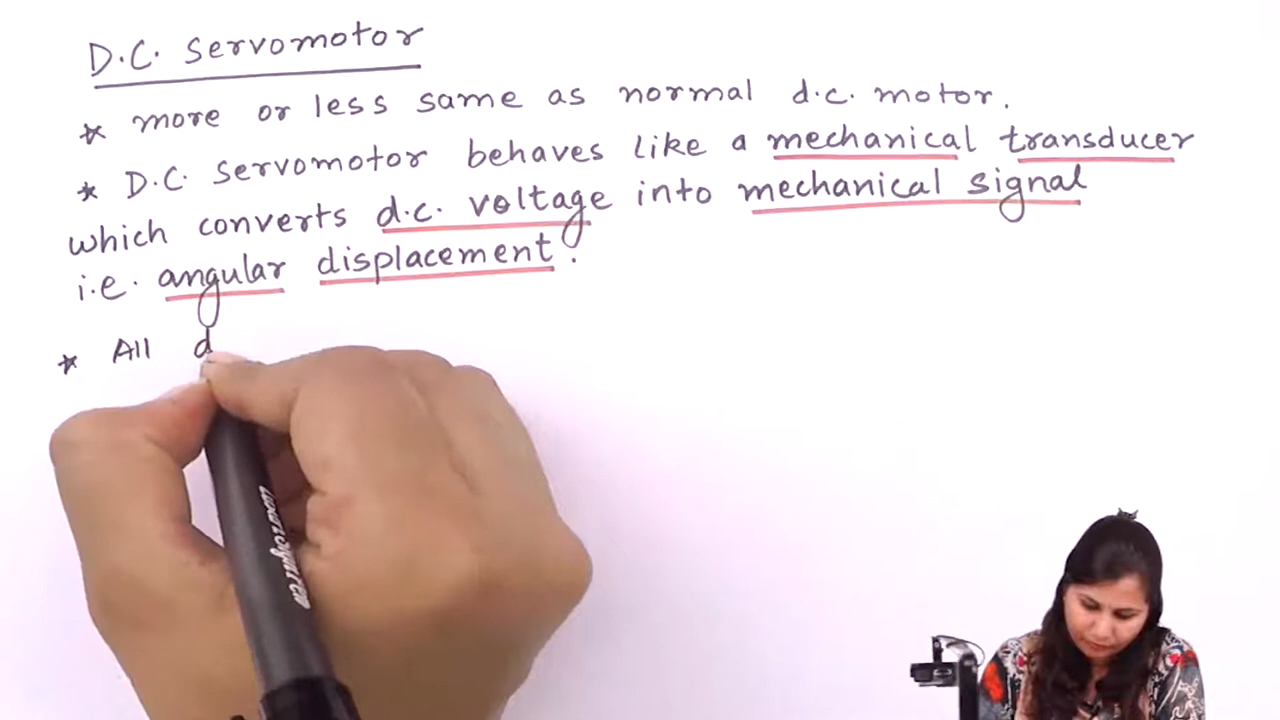 D.C. Servomotor
* more or less same as normal d.c. motor.
* D.C. Servomotor behaves like a mechanical transducer
which converts d.c. voltage into mechanical signal
i.e. angular displacement.
* All d